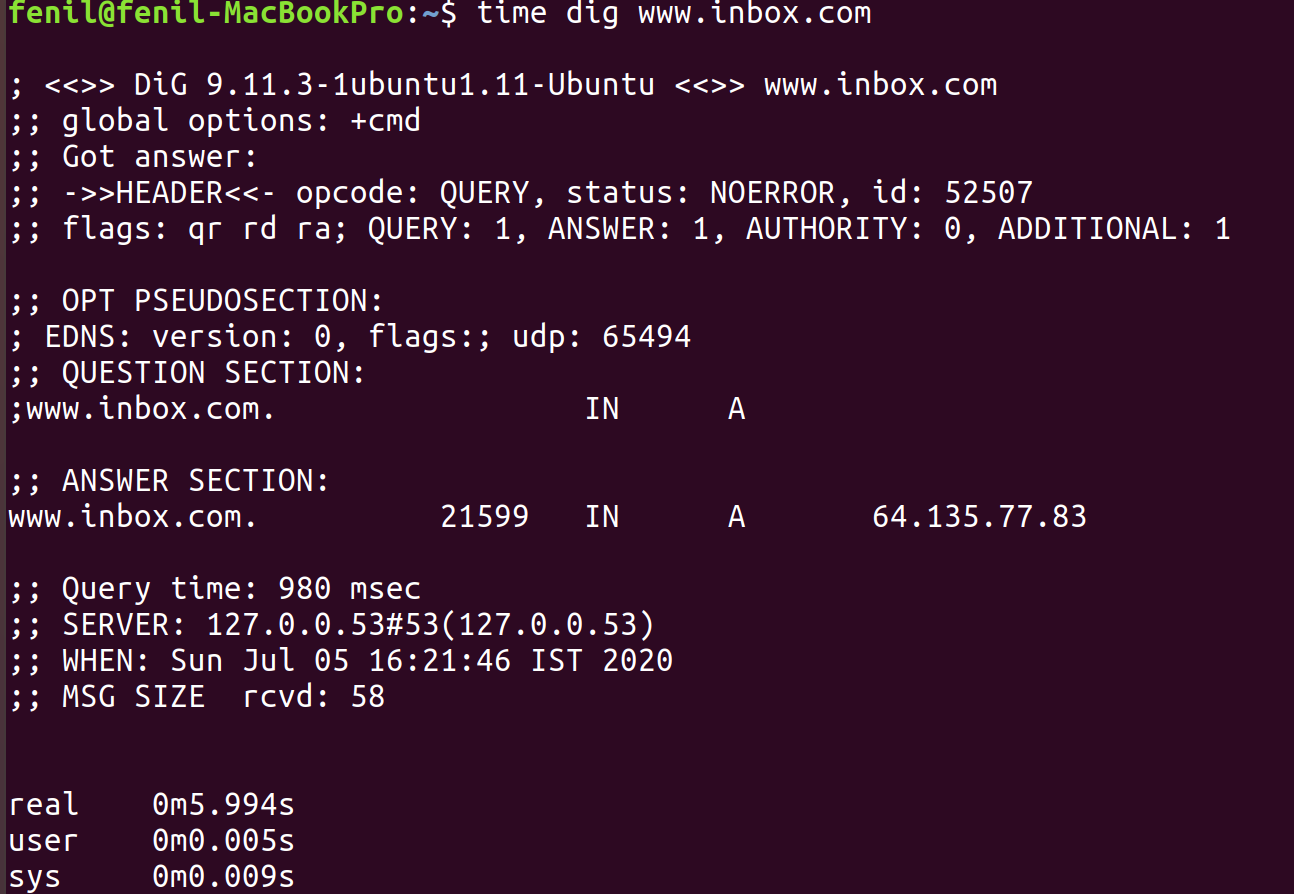 fenil@fenil-MacBookPro:~$ time dig www.inbox.com
; <<>> DiG 9.11.3-1ubuntu1.11-Ubuntu <<>> www.inbox.com
;; global options: +cmd
;; Got answer:
;; ->>HEADER<<- opcode: QUERY, status: NOERROR, id: 52507
;; flags: qr rd ra; QUERY: 1, ANSWER: 1, AUTHORITY: 0, ADDITIONAL: 1
;; OPT PSEUDOSECTION:
; EDNS: version: 0, flags:; udp: 65494
;; QUESTION SECTION:
;www.inbox.com. IN A
;; ANSWER SECTION:
www.inbox.com. 21599 IN A 64.135.77.83
;; Query time: 980 msec
;; SERVER: 127.0.0.53#53(127.0.0.53)
;; WHEN: Sun Jul 05 16:21:46 IST 2020
;; MSG SIZE  rcvd: 58
real 0m5.994s
user 0m0.005s
sys 0m0.009s